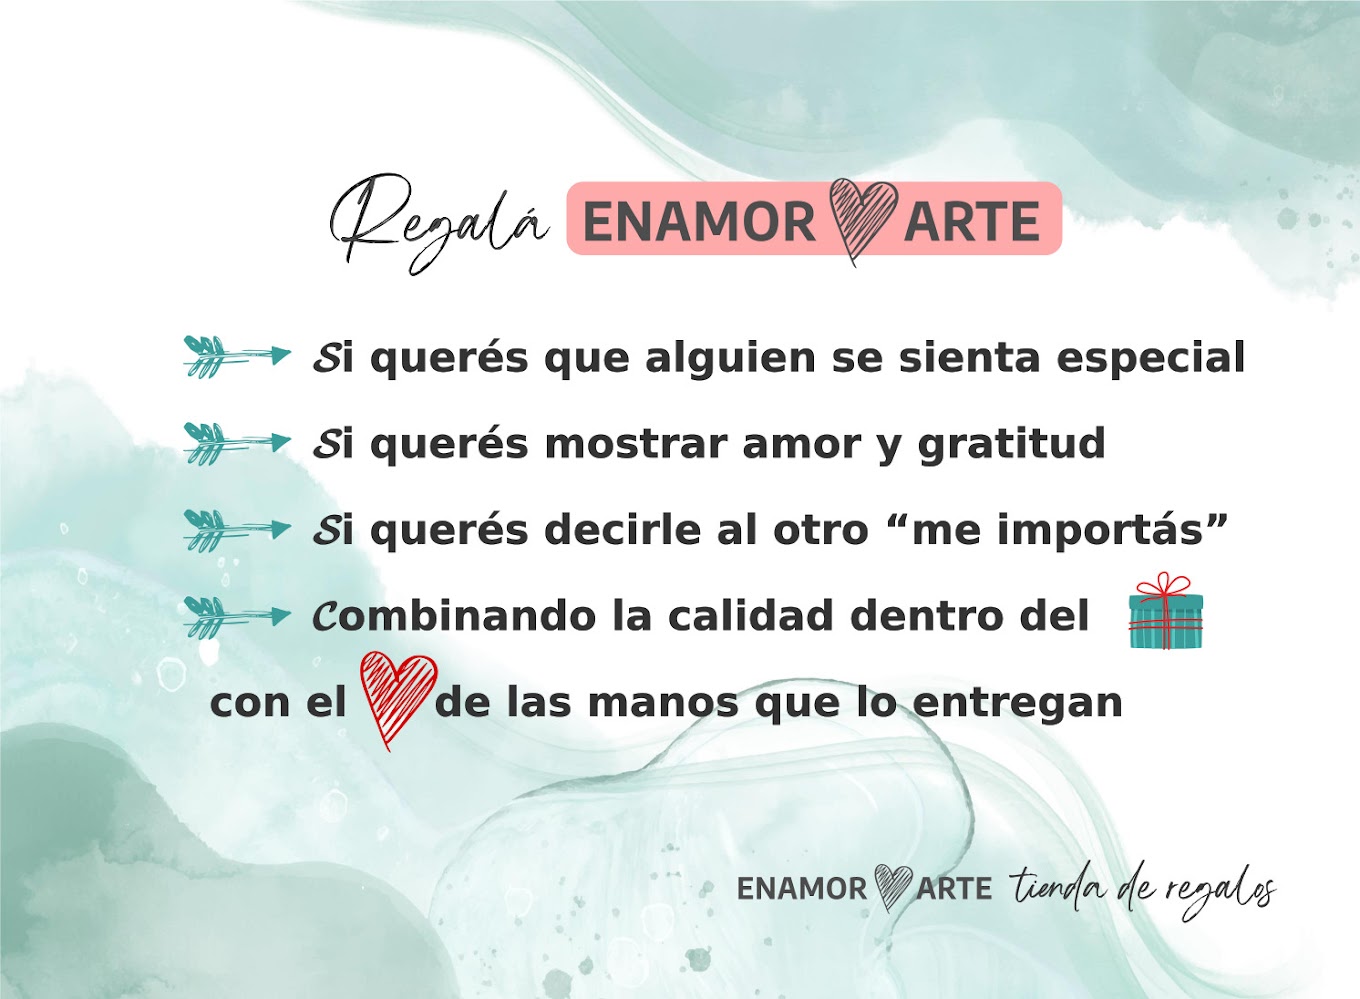 Regalá ENAMOR ARTE
Si querés que alguien se sienta especial
Si querés mostrar amor y gratitud
Si querés decirle al otro “me importás”
Combinando la calidad dentro del
con el de las manos que lo entregan
ENAMOR ARTE tienda de regalos